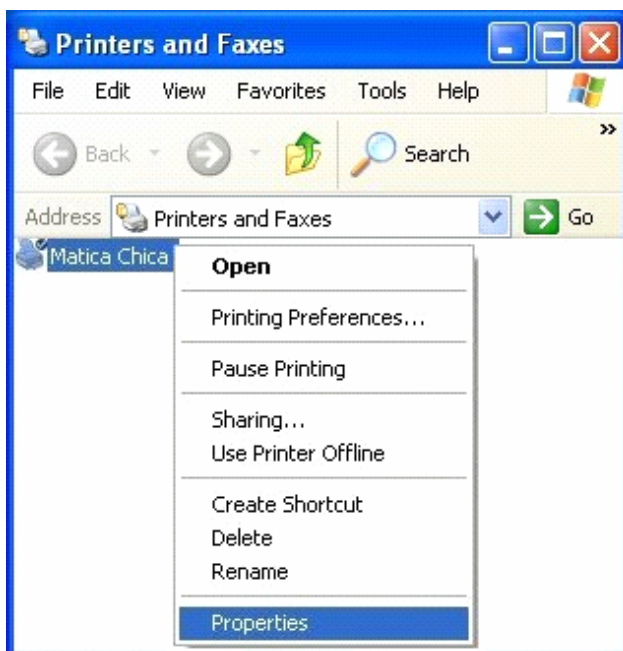 Printers and Faxes
File Edit View Favorites Tools Help
Back Search »
Address Printers and Faxes Go
Matica Chica
Open
Printing Preferences...
Pause Printing
Sharing...
Use Printer Offline
Create Shortcut
Delete
Rename
Properties